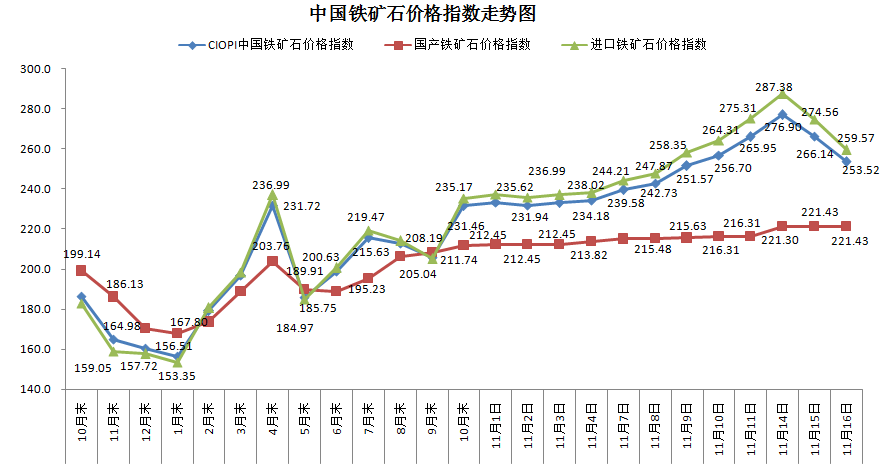 中国铁矿石价格指数走势图
CIOPI中国铁矿石价格指数
国产铁矿石价格指数
进口铁矿石价格指数
300.0
280.0
260.0
240.0
220.0
200.0
180.0
160.0
140.0
199.14
186.13
164.98
159.05
157.72
156.51
153.35
167.80
236.99
231.72
203.76
189.91
185.75
184.97
200.63
219.47
215.63
195.23
208.19
205.04
235.17
231.46
211.74
212.45
235.62
231.94
212.45
236.99
212.45
238.02
234.18
213.82
244.21
239.58
247.87
242.73
215.48
258.35
251.57
215.63
264.31
256.70
216.31
275.31
265.95
216.31
287.38
276.90
221.30
274.56
266.14
221.43
259.57
253.52
221.43
10月末
11月末
12月末
1月末
2月末
3月末
4月末
5月末
6月末
7月末
8月末
9月末
10月末
11月1日
11月2日
11月3日
11月4日
11月7日
11月8日
11月9日
11月10日
11月11日
11月14日
11月15日
11月16日